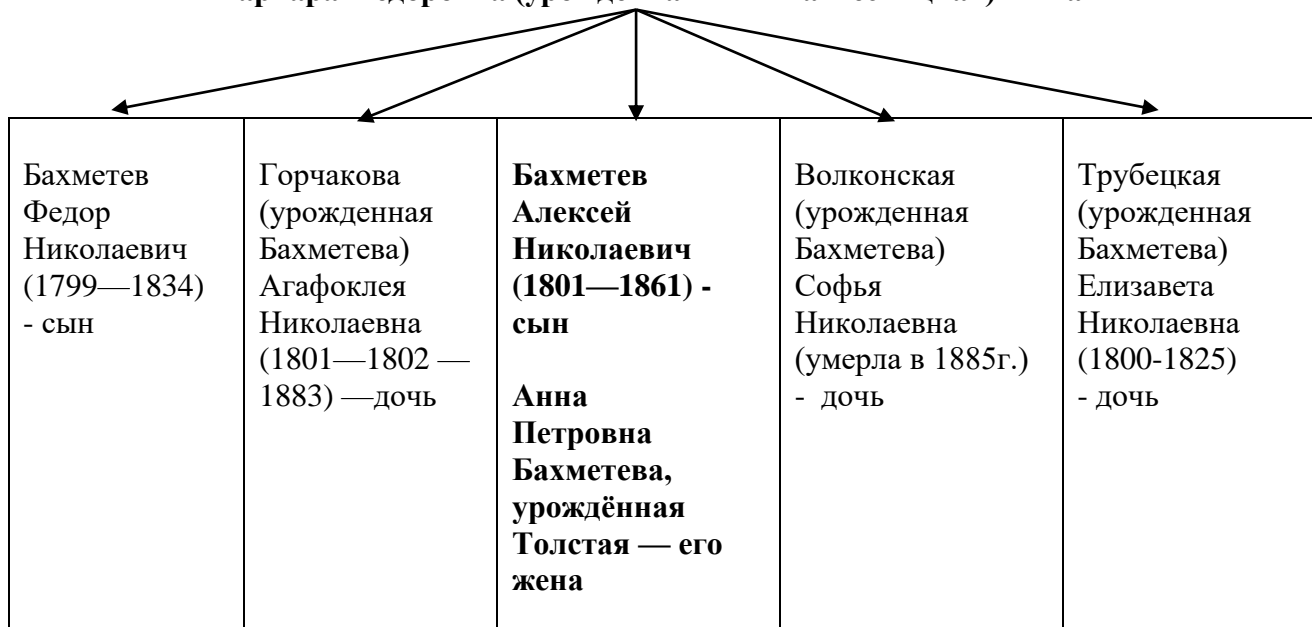 Бахметев
Федор
Николаевич
(1799—1834)
- сын
Горчакова
(урожденная
Бахметева)
Агафоклея
Николаевна
(1801—1802 —
1883) —дочь
Бахметев
Алексей
Николаевич
(1801—1861) -
сын
Анна
Петровна
Бахметева,
урождённая
Толстая — его
жена
Волконская
(урожденная
Бахметева)
Софья
Николаевна
(умерла в 1885г.)
- дочь
Трубецкая
(урожденная
Бахметева)
Елизавета
Николаевна
(1800-1825)
- дочь